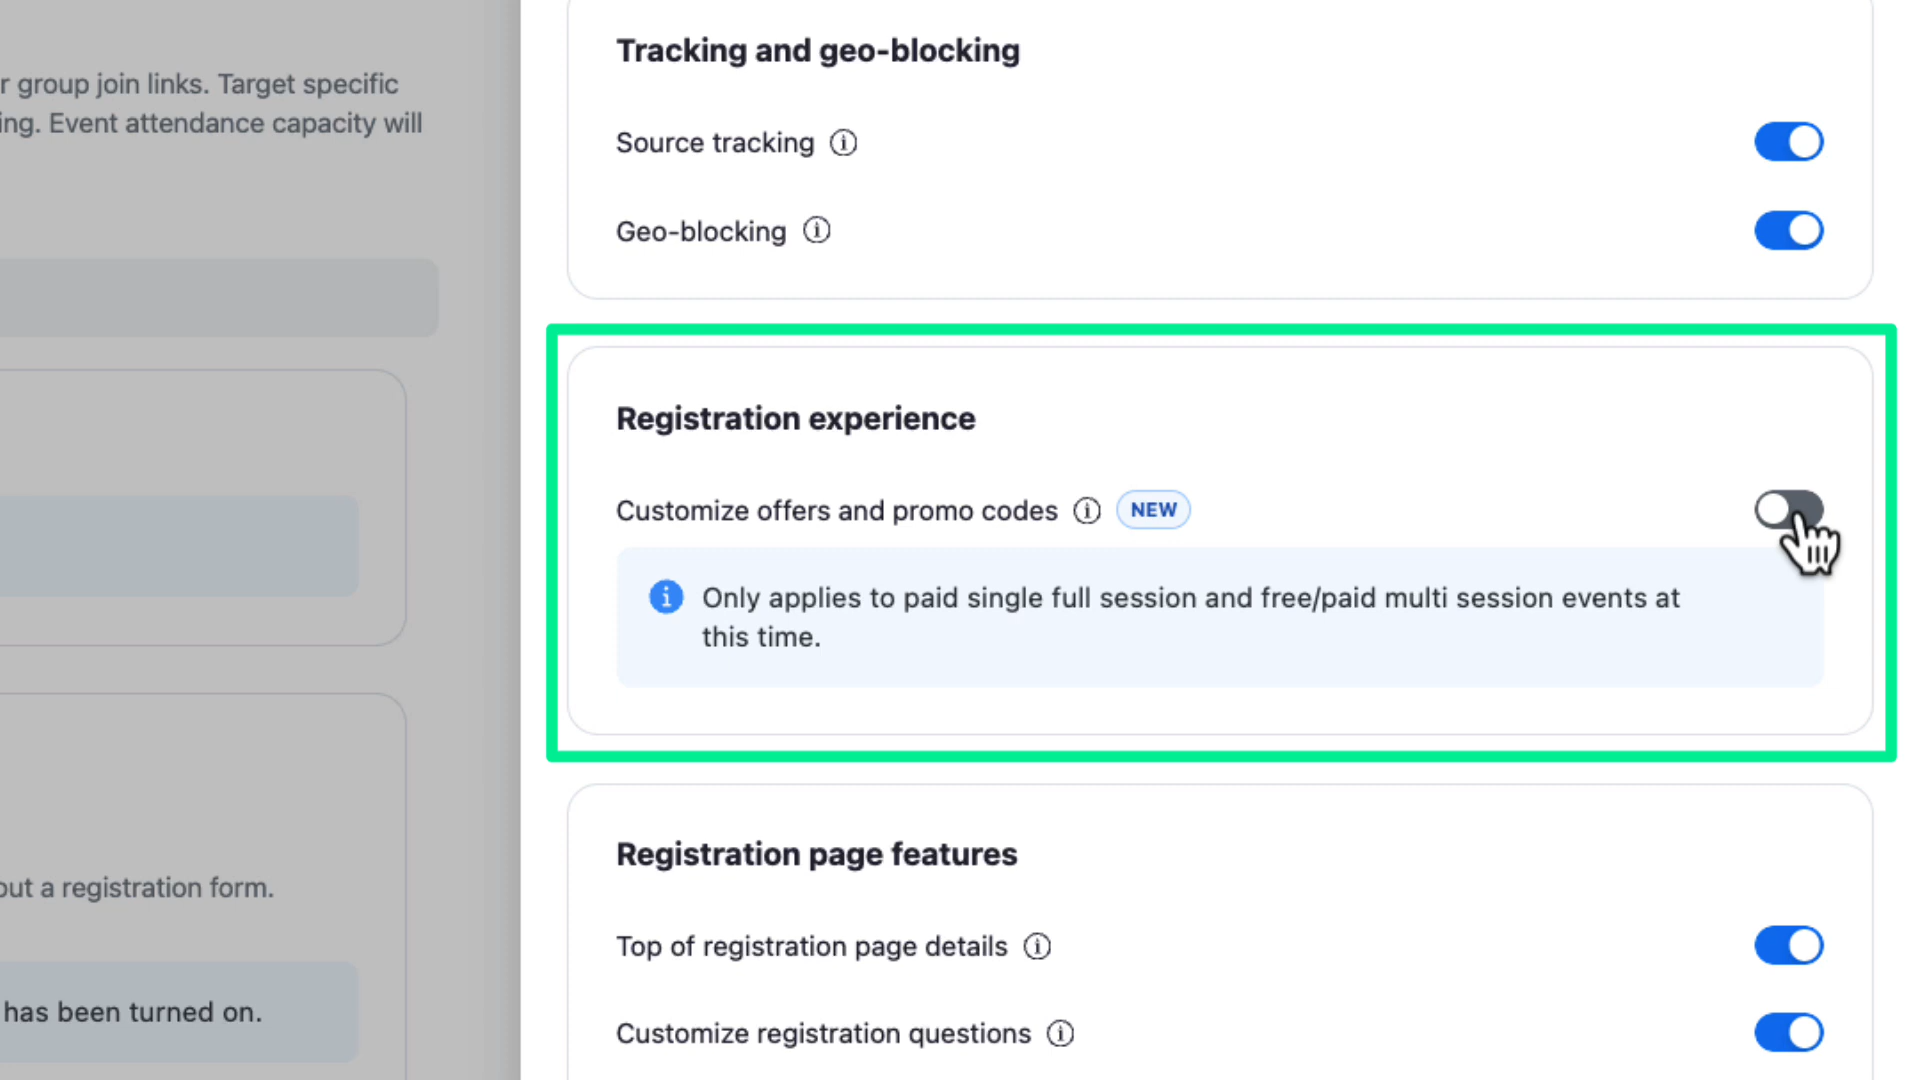 r group join links. Target specific
ing. Event attendance capacity will
out a registration form.
has been turned on.
Tracking and geo-blocking
Source tracking
Geo-blocking
Registration experience
Customize offers and promo codes NEW
Only applies to paid single full session and free/paid multi session events at
this time.
Registration page features
Top of registration page details
Customize registration questions